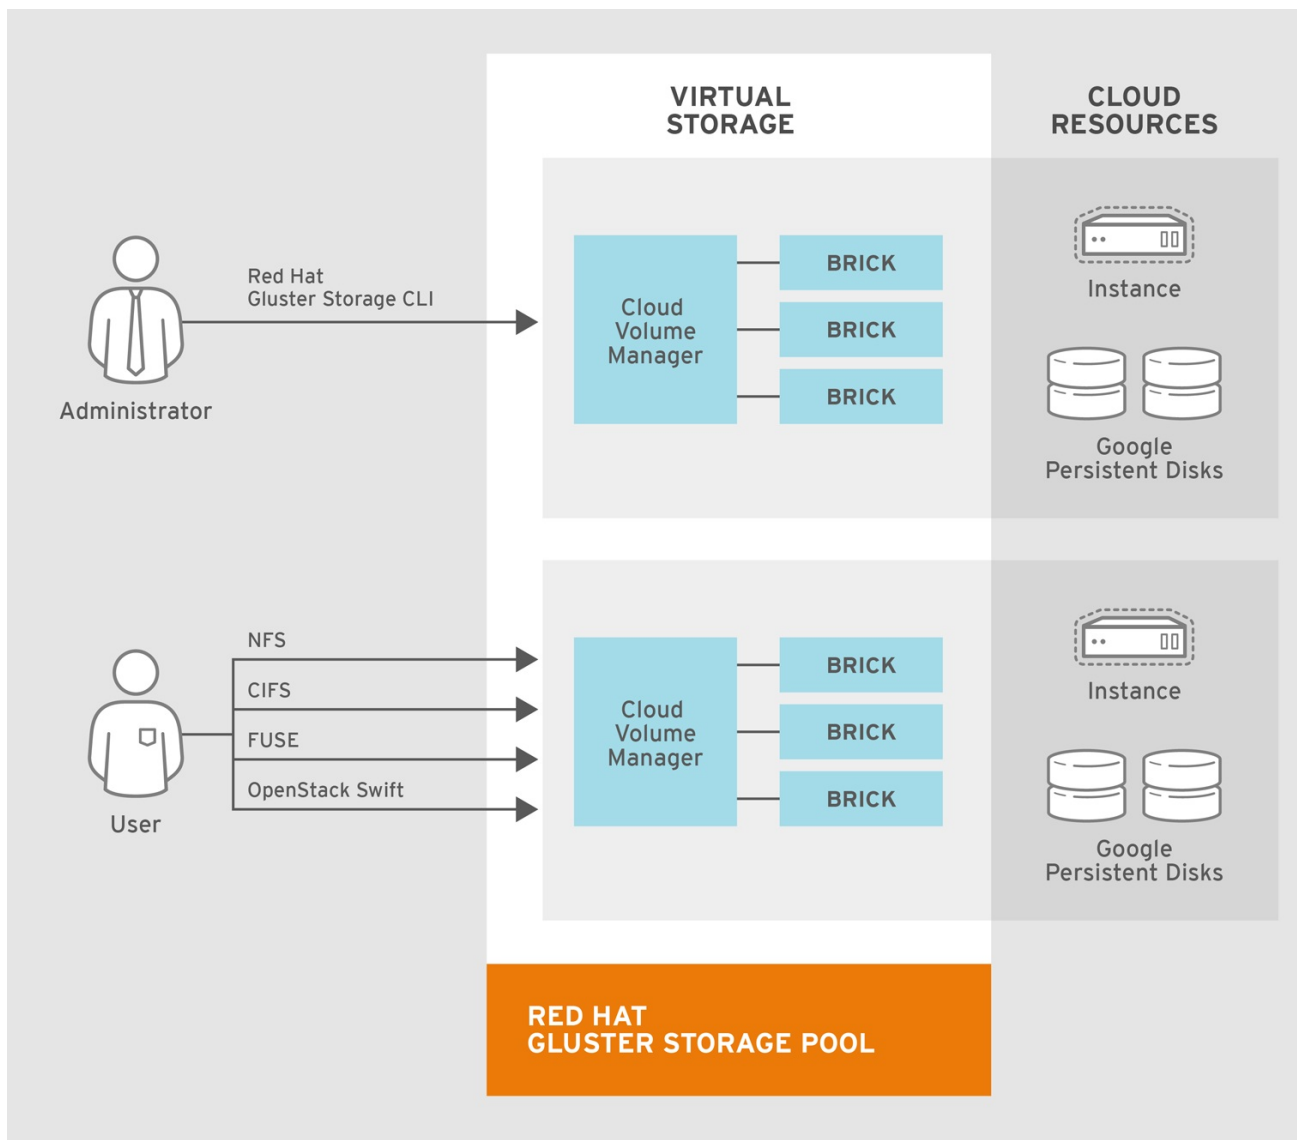 VIRTUAL
STORAGE
CLOUD
RESOURCES
Red Hat
Gluster Storage CLI
Administrator
Cloud
Volume
Manager
BRICK
BRICK
BRICK
Instance
Google
Persistent Disks
NFS
CIFS
FUSE
OpenStack Swift
User
Cloud
Volume
Manager
BRICK
BRICK
BRICK
Instance
Google
Persistent Disks
RED HAT
GLUSTER STORAGE POOL